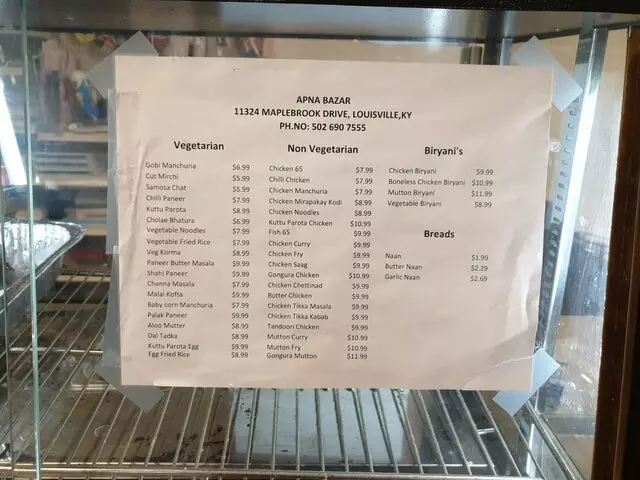 APNA BAZAR
11324 MAPLEBROOK DRIVE, LOUISVILLE,KY
PH.NO: 502 690 7555
Vegetarian
Gobi Manchuria $6.99
Cut Mirchi $5.99
Samosa Chat $5.99
Chilli Paneer $7.99
Kuttu Parota $8.99
Cholae Bhatura $6.99
Vegetable Noodles $7.99
Vegetable Fried Rice $7.99
Veg Korma $8.99
Paneer Butter Masala $9.99
Shahi Paneer $9.99
Channa Masala $7.99
Malai Kofta $9.99
Baby corn Manchuria $7.99
Palak Paneer $9.99
Aloo Mutter $8.99
Dal Tadka $8.99
Kuttu Parota Egg $9.99
Egg Fried Rice $8.99
Non Vegetarian
Chicken 65 $7.99
Chilli Chicken $7.99
Chicken Manchuria $7.99
Chicken Mirapakay Kodi $8.99
Chicken Noodles $8.99
Kuttu Parota Chicken $10.99
Fish 65 $9.99
Chicken Curry $9.99
Chicken Fry $9.99
Chicken Saag $9.99
Gongura Chicken $10.99
Chicken Chettinad $9.99
Butter Chicken $9.99
Chicken Tikka Masala $9.99
Chicken Tikka Kabab $9.99
Tandoori Chicken $9.99
Mutton Curry $10.99
Mutton Fry $10.99
Gongura Mutton $11.99
Biryani's
Chicken Biryani $9.99
Boneless Chicken Biryani $10.99
Mutton Biryani $11.99
Vegetable Biryani $8.99
Breads
Naan $1.99
Butter Naan $2.29
Garlic Naan $2.69